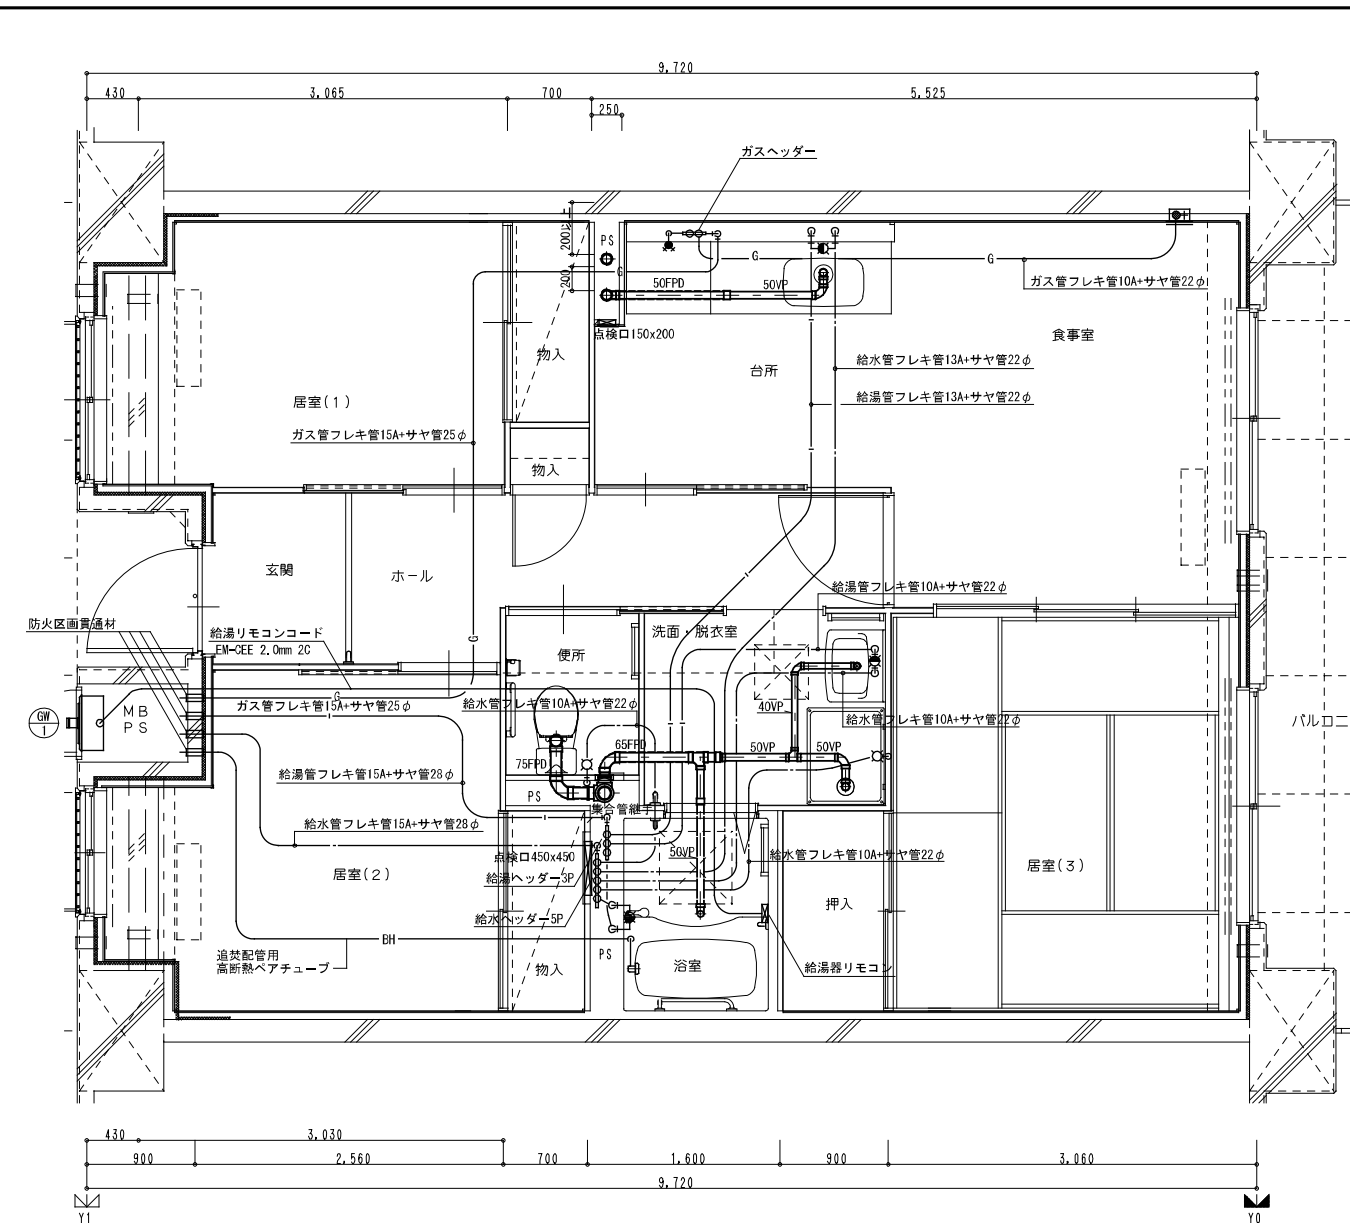 9,720
430
3,065
700
5,525
250
ガスヘッダー
200以上
PS
200
G
G
G
50FPD
50VP
ガス管フレキ管10A+サヤ管22φ
点検口150x200
食事室
物入
台所
給水管フレキ管13A+サヤ管22φ
居室(1)
給湯管フレキ管13A+サヤ管22φ
ガス管フレキ管15A+サヤ管25φ
物入
玄関
ホール
給湯管フレキ管10A+サヤ管22φ
防火区画貫通材
給湯リモコンコード
EM-CEE 2.0mm 2C
G
便所
洗面・脱衣室
G
ガス管フレキ管15A+サヤ管25φ
給水管フレキ管10A+サヤ管22φ
40VP
給水管フレキ管10A+サヤ管22φ
GW
1
MB
PS
バルコニ
65FPD
50VP
50VP
75FPD
給湯管フレキ管15A+サヤ管28φ
PS
集合管継手
給水管フレキ管15A+サヤ管28φ
点検口450x450
50VP
給水管フレキ管10A+サヤ管22φ
居室(2)
給湯ヘッダー3P
居室(3)
押入
給水ヘッダー5P
BH
追焚配管用
高断熱ペアチューブ
PS
物入
浴室
給湯器リモコン
430
3,030
900
2,560
700
1,600
900
3,060
9,720
Y1
Y0